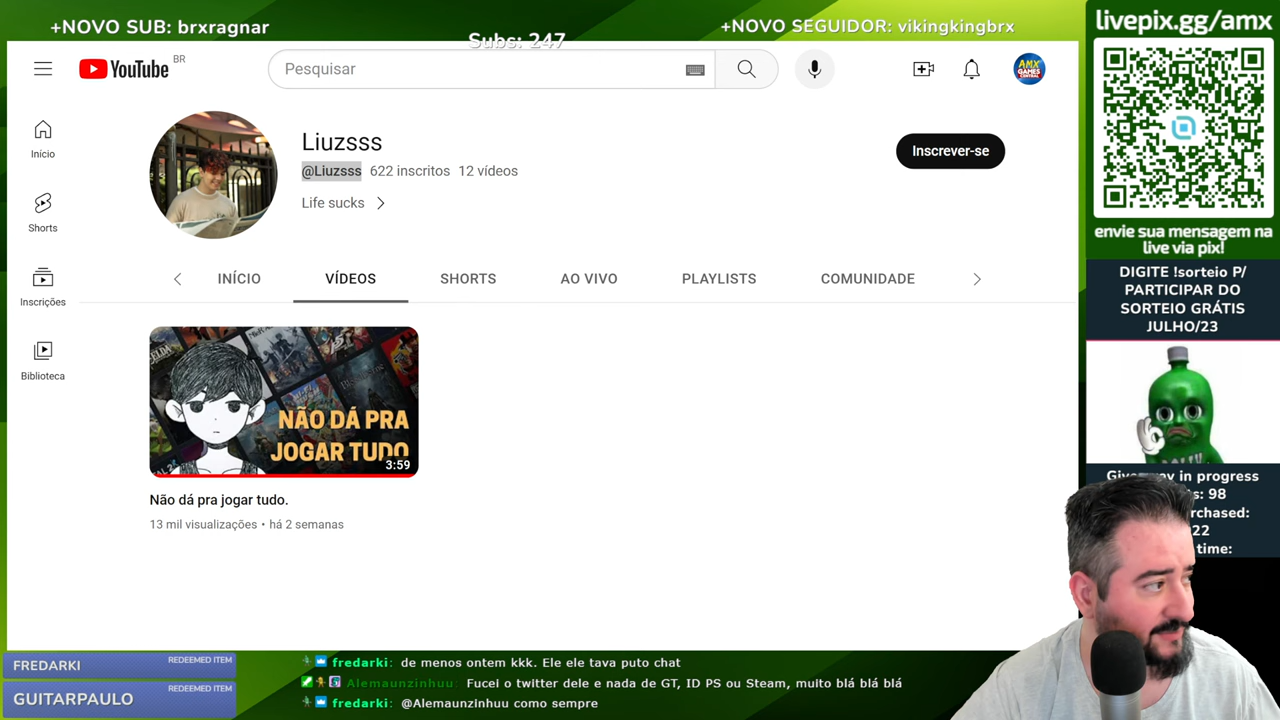 +NOVO SUB: brxragnar
Subs: 247
+NOVO SEGUIDOR: vikingkingbrx
livepix.gg/amx
YouTube
BR
Pesquisar
AMX
GAMES
CENTRAL
Início
Shorts
Inscrições
Biblioteca
Liuzsss
@Liuzsss 622 inscritos 12 vídeos
Life sucks
Inscrever-se
INÍCIO VÍDEOS SHORTS AO VIVO PLAYLISTS COMUNIDADE
NÃO DÁ PRA
JOGAR TUDO
3:59
Não dá pra jogar tudo.
13 mil visualizações • há 2 semanas
envie sua mensagem na
live via pix!
DIGITE !sorteio P/
PARTICIPAR DO
SORTEIO GRÁTIS
JULHO/23
in progress
98
22
time:
FREDARKI
REDEEMED ITEM
GUITARPAULO
REDEEMED ITEM
fredarki: de menos ontem kkk. Ele ele tava puto chat
Alemaunzinhuu: Fucei o twitter dele e nada de GT, ID PS ou Steam, muito blá blá blá
fredarki: @Alemaunzinhuu como sempre